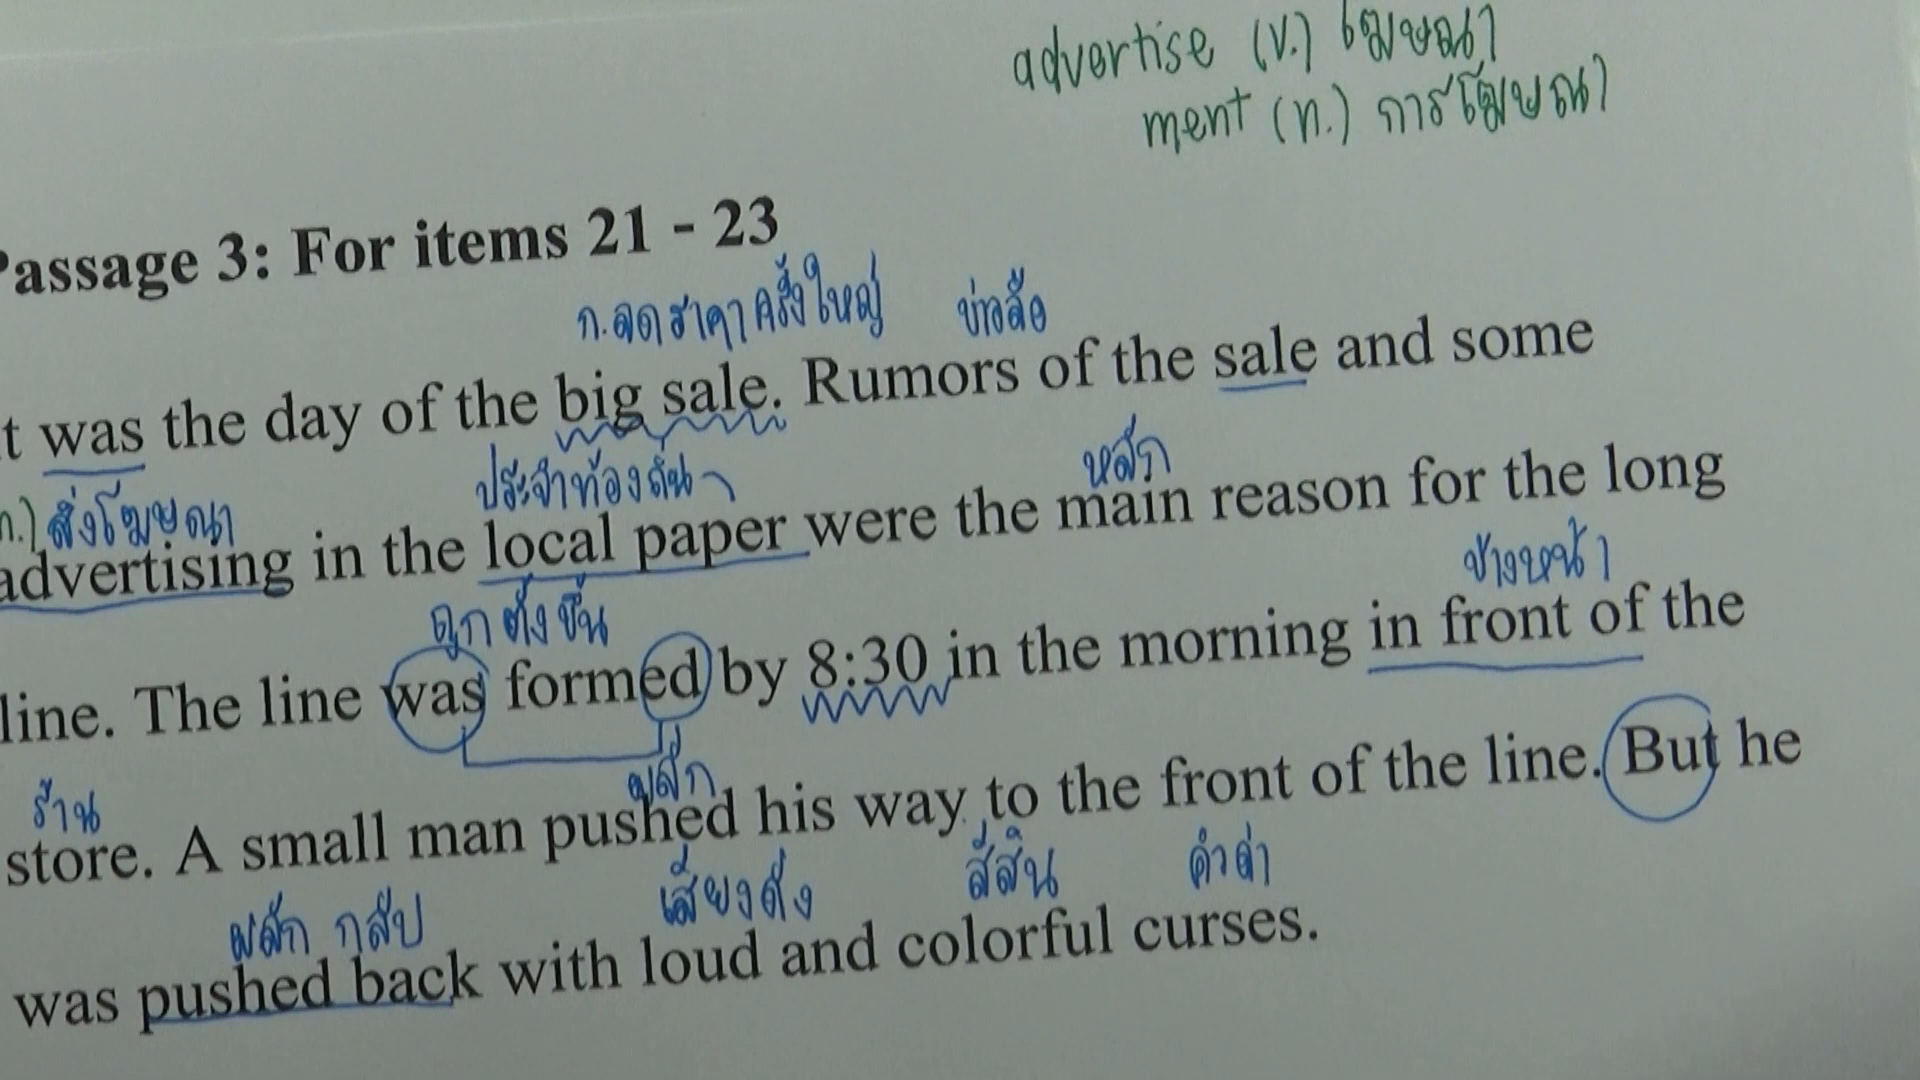 advertise (v.) โฆษณา
ment (n.) การโฆษณา
Passage 3: For items 21 - 23
ก.ลดราคาครั้งใหญ่ ข่าวลือ
It was the day of the big sale. Rumors of the sale and some
n.) สิ่งโฆษณา ประจำท้องถิ่น หลัก
advertising in the local paper were the main reason for the long
ถูก ตั้ง ขึ้น ข้างหน้า
line. The line was formed by 8:30 in the morning in front of the
ร้าน ผลัก
store. A small man pushed his way to the front of the line. But he
ผลัก กลับ เสียงดัง สีสัน คำด่า
was pushed back with loud and colorful curses.